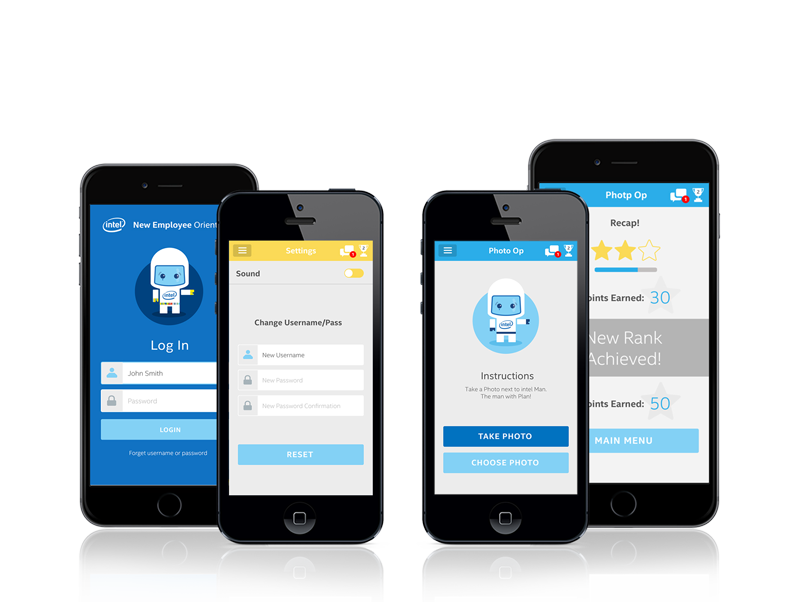 intel New Employee Orient
intel
Log In
John Smith
Password
LOGIN
Forget username or password
Settings
1
2
Sound
Change Username/Pass
New Username
New Password
New Password Confirmation
RESET
Photo Op
1
2
intel
Instructions
Take a Photo next to intel Man.
The man with Plan!
TAKE PHOTO
CHOOSE PHOTO
Photp Op
1
2
Recap!
oints Earned: 30
New Rank
Achieved!
oints Earned: 50
MAIN MENU